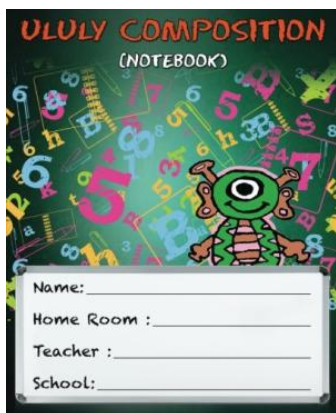 ULULY COMPOSITION
(NOTEBOOK)
Name:
Home Room :
Teacher :
School: